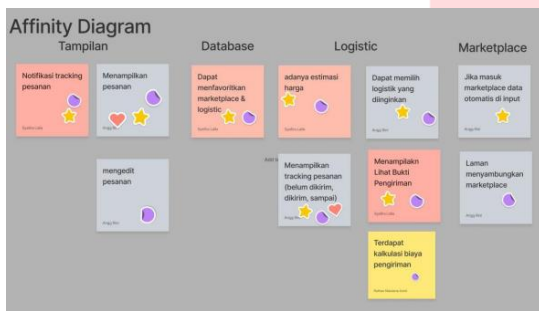 Affinity Diagram
Tampilan
Database
Logistic
Marketplace
Notifikasi tracking
pesanan
Menampilkan
pesanan
Dapat
menfavoritkan
marketplace &
logistic
adanya estimasi
harga
Dapat memilih
logistik yang
diinginkan
Jika masuk
marketplace data
otomatis di input
mengedit
pesanan
Menampilkan
tracking pesanan
(belum dikirim,
dikirim, sampai)
Menampilakn
Lihat Bukti
Pengiriman
Laman
menyambungkan
marketplace
Terdapat
kalkulasi biaya
pengiriman